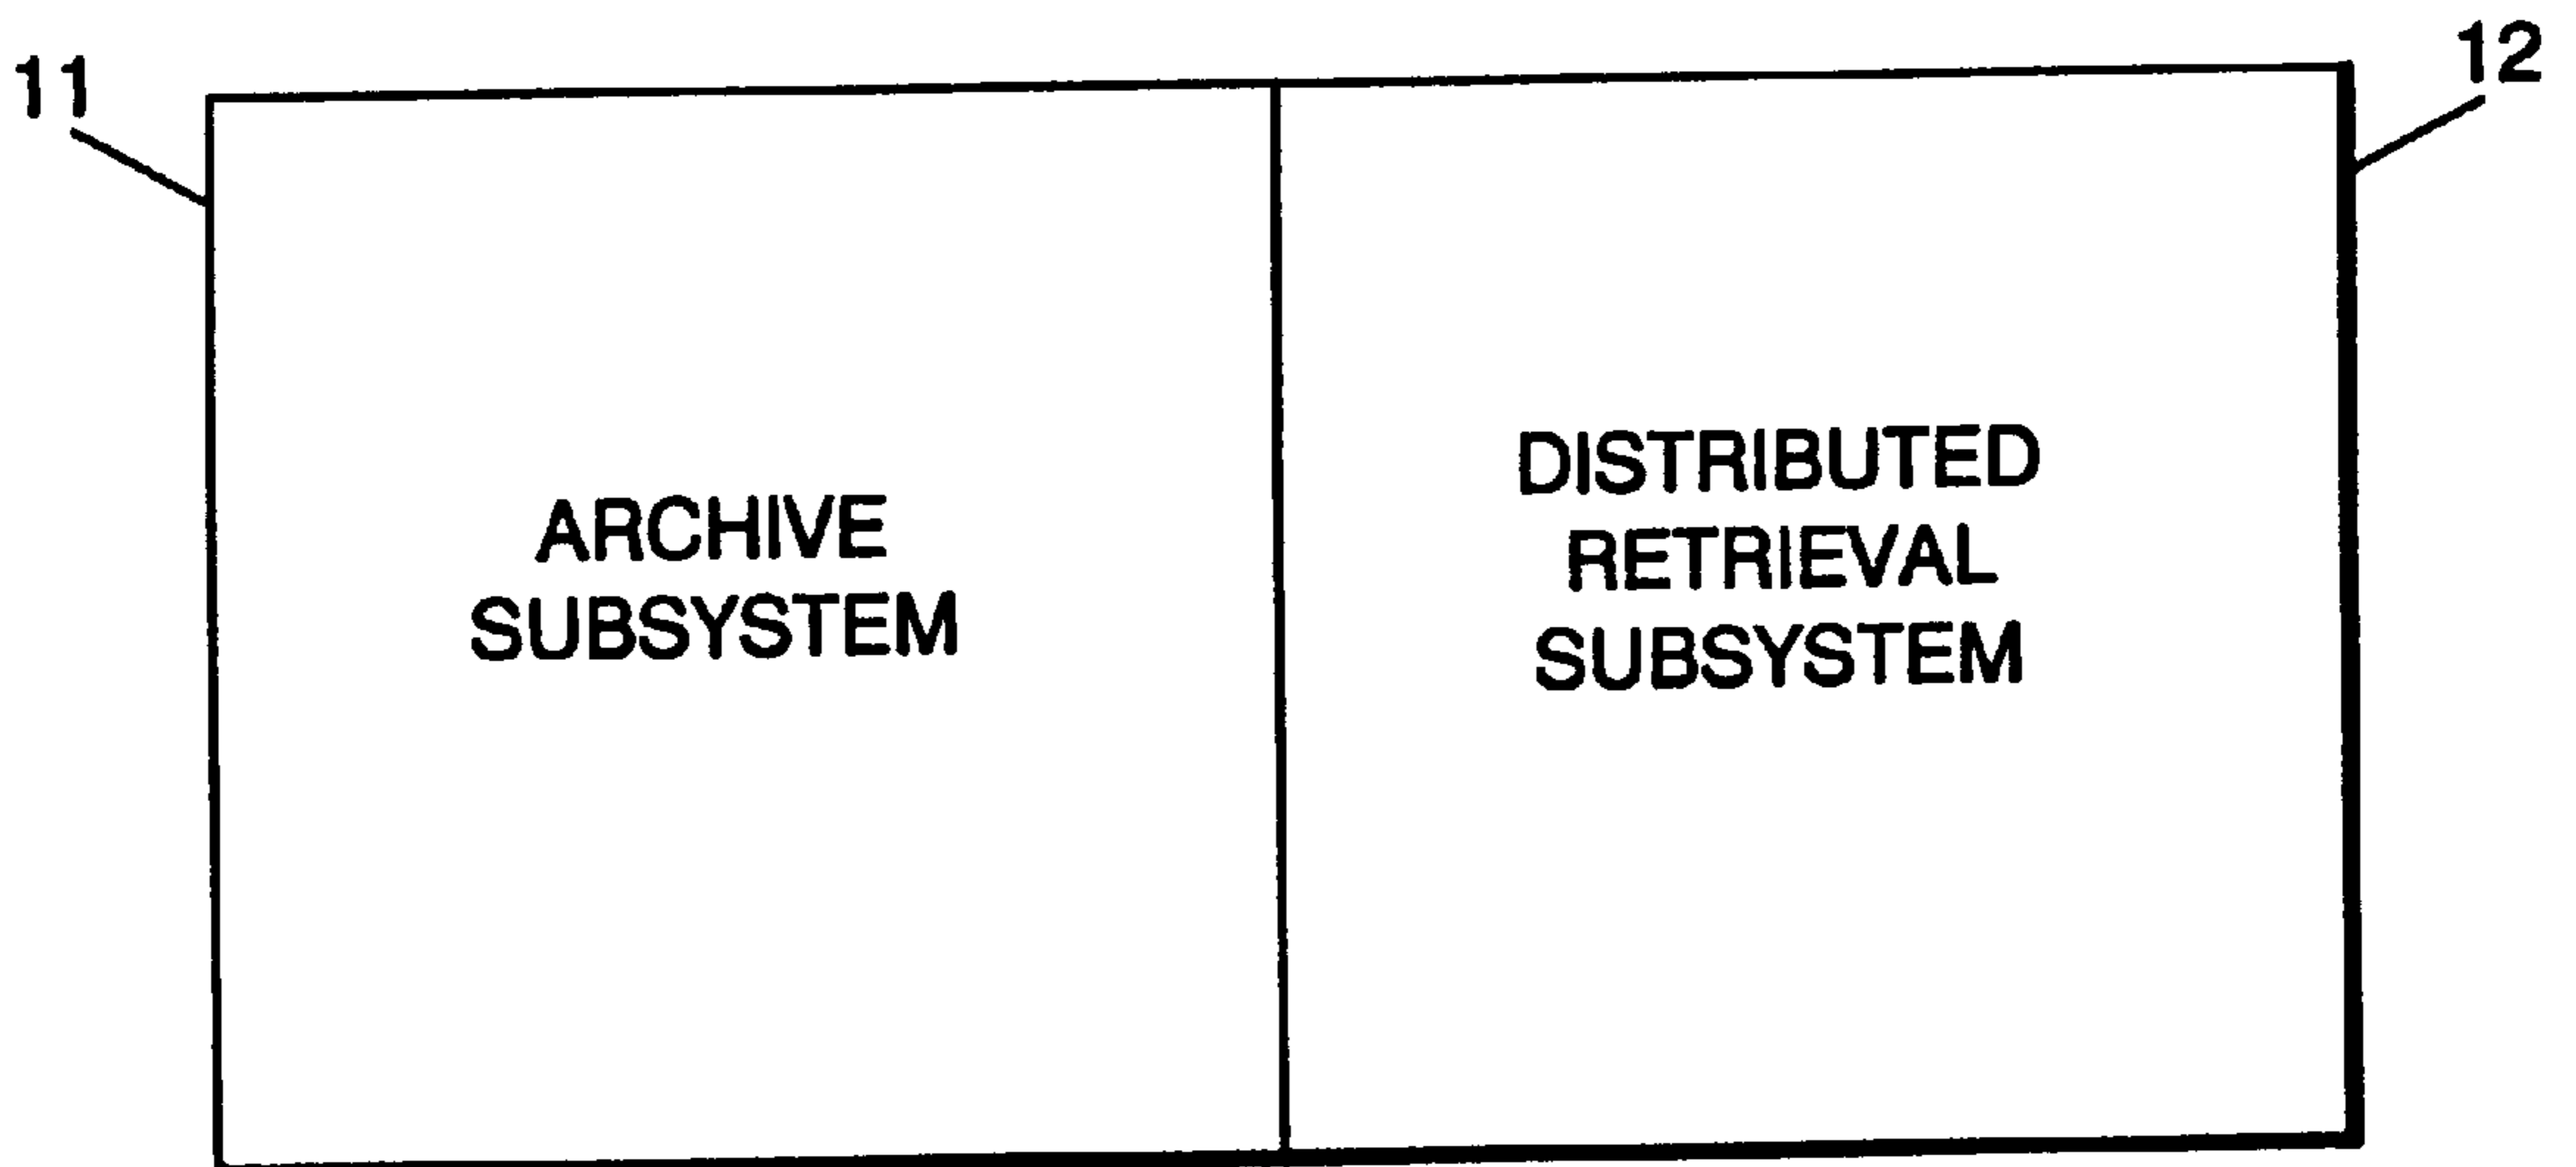 11
12
ARCHIVE
SUBSYSTEM
DISTRIBUTED
RETRIEVAL
SUBSYSTEM